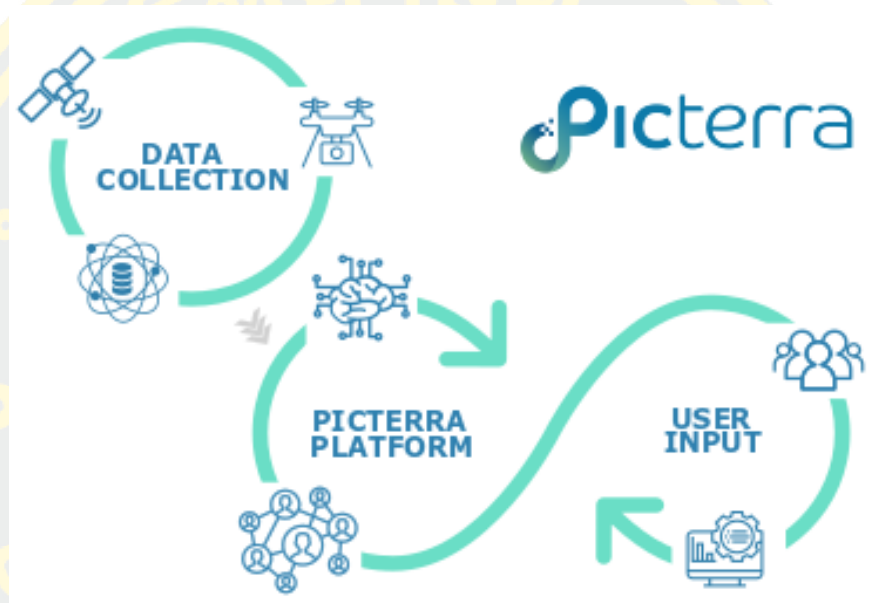 Picterra
DATA
COLLECTION
PICTERRA
PLATFORM
USER
INPUT